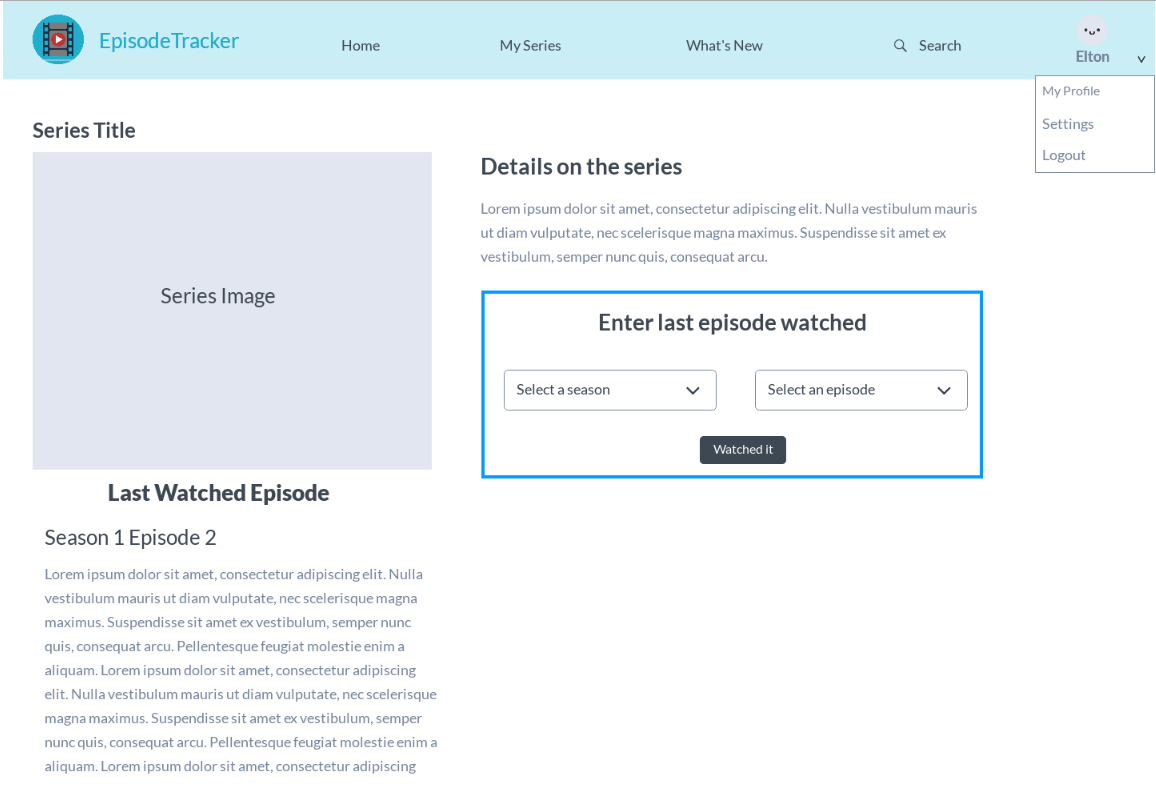 EpisodeTracker
Home
My Series
What's New
Search
Elton
My Profile
Settings
Logout
Series Title
Series Image
Details on the series
Lorem ipsum dolor sit amet, consectetur adipiscing elit. Nulla vestibulum mauris
ut diam vulputate, nec scelerisque magna maximus. Suspendisse sit amet ex
vestibulum, semper nunc quis, consequat arcu.
Enter last episode watched
Select a season
Select an episode
Watched it
Last Watched Episode
Season 1 Episode 2
Lorem ipsum dolor sit amet, consectetur adipiscing elit. Nulla
vestibulum mauris ut diam vulputate, nec scelerisque magna
maximus. Suspendisse sit amet ex vestibulum, semper nunc
quis, consequat arcu. Pellentesque feugiat molestie enim a
aliquam. Lorem ipsum dolor sit amet, consectetur adipiscing
elit. Nulla vestibulum mauris ut diam vulputate, nec scelerisque
magna maximus. Suspendisse sit amet ex vestibulum, semper
nunc quis, consequat arcu. Pellentesque feugiat molestie enim a
aliquam. Lorem ipsum dolor sit amet, consectetur adipiscing